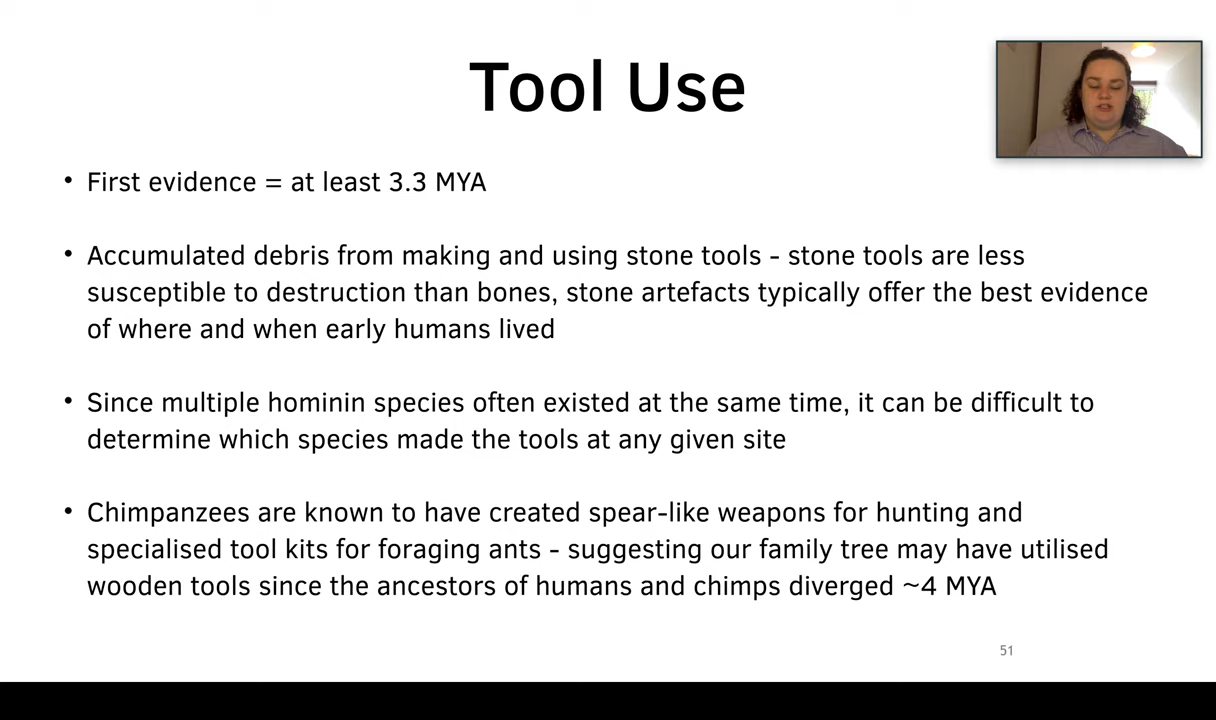 Tool Use
• First evidence = at least 3.3 MYA
• Accumulated debris from making and using stone tools - stone tools are less
susceptible to destruction than bones, stone artefacts typically offer the best evidence
of where and when early humans lived
• Since multiple hominin species often existed at the same time, it can be difficult to
determine which species made the tools at any given site
• Chimpanzees are known to have created spear-like weapons for hunting and
specialised tool kits for foraging ants - suggesting our family tree may have utilised
wooden tools since the ancestors of humans and chimps diverged ~4 MYA
51